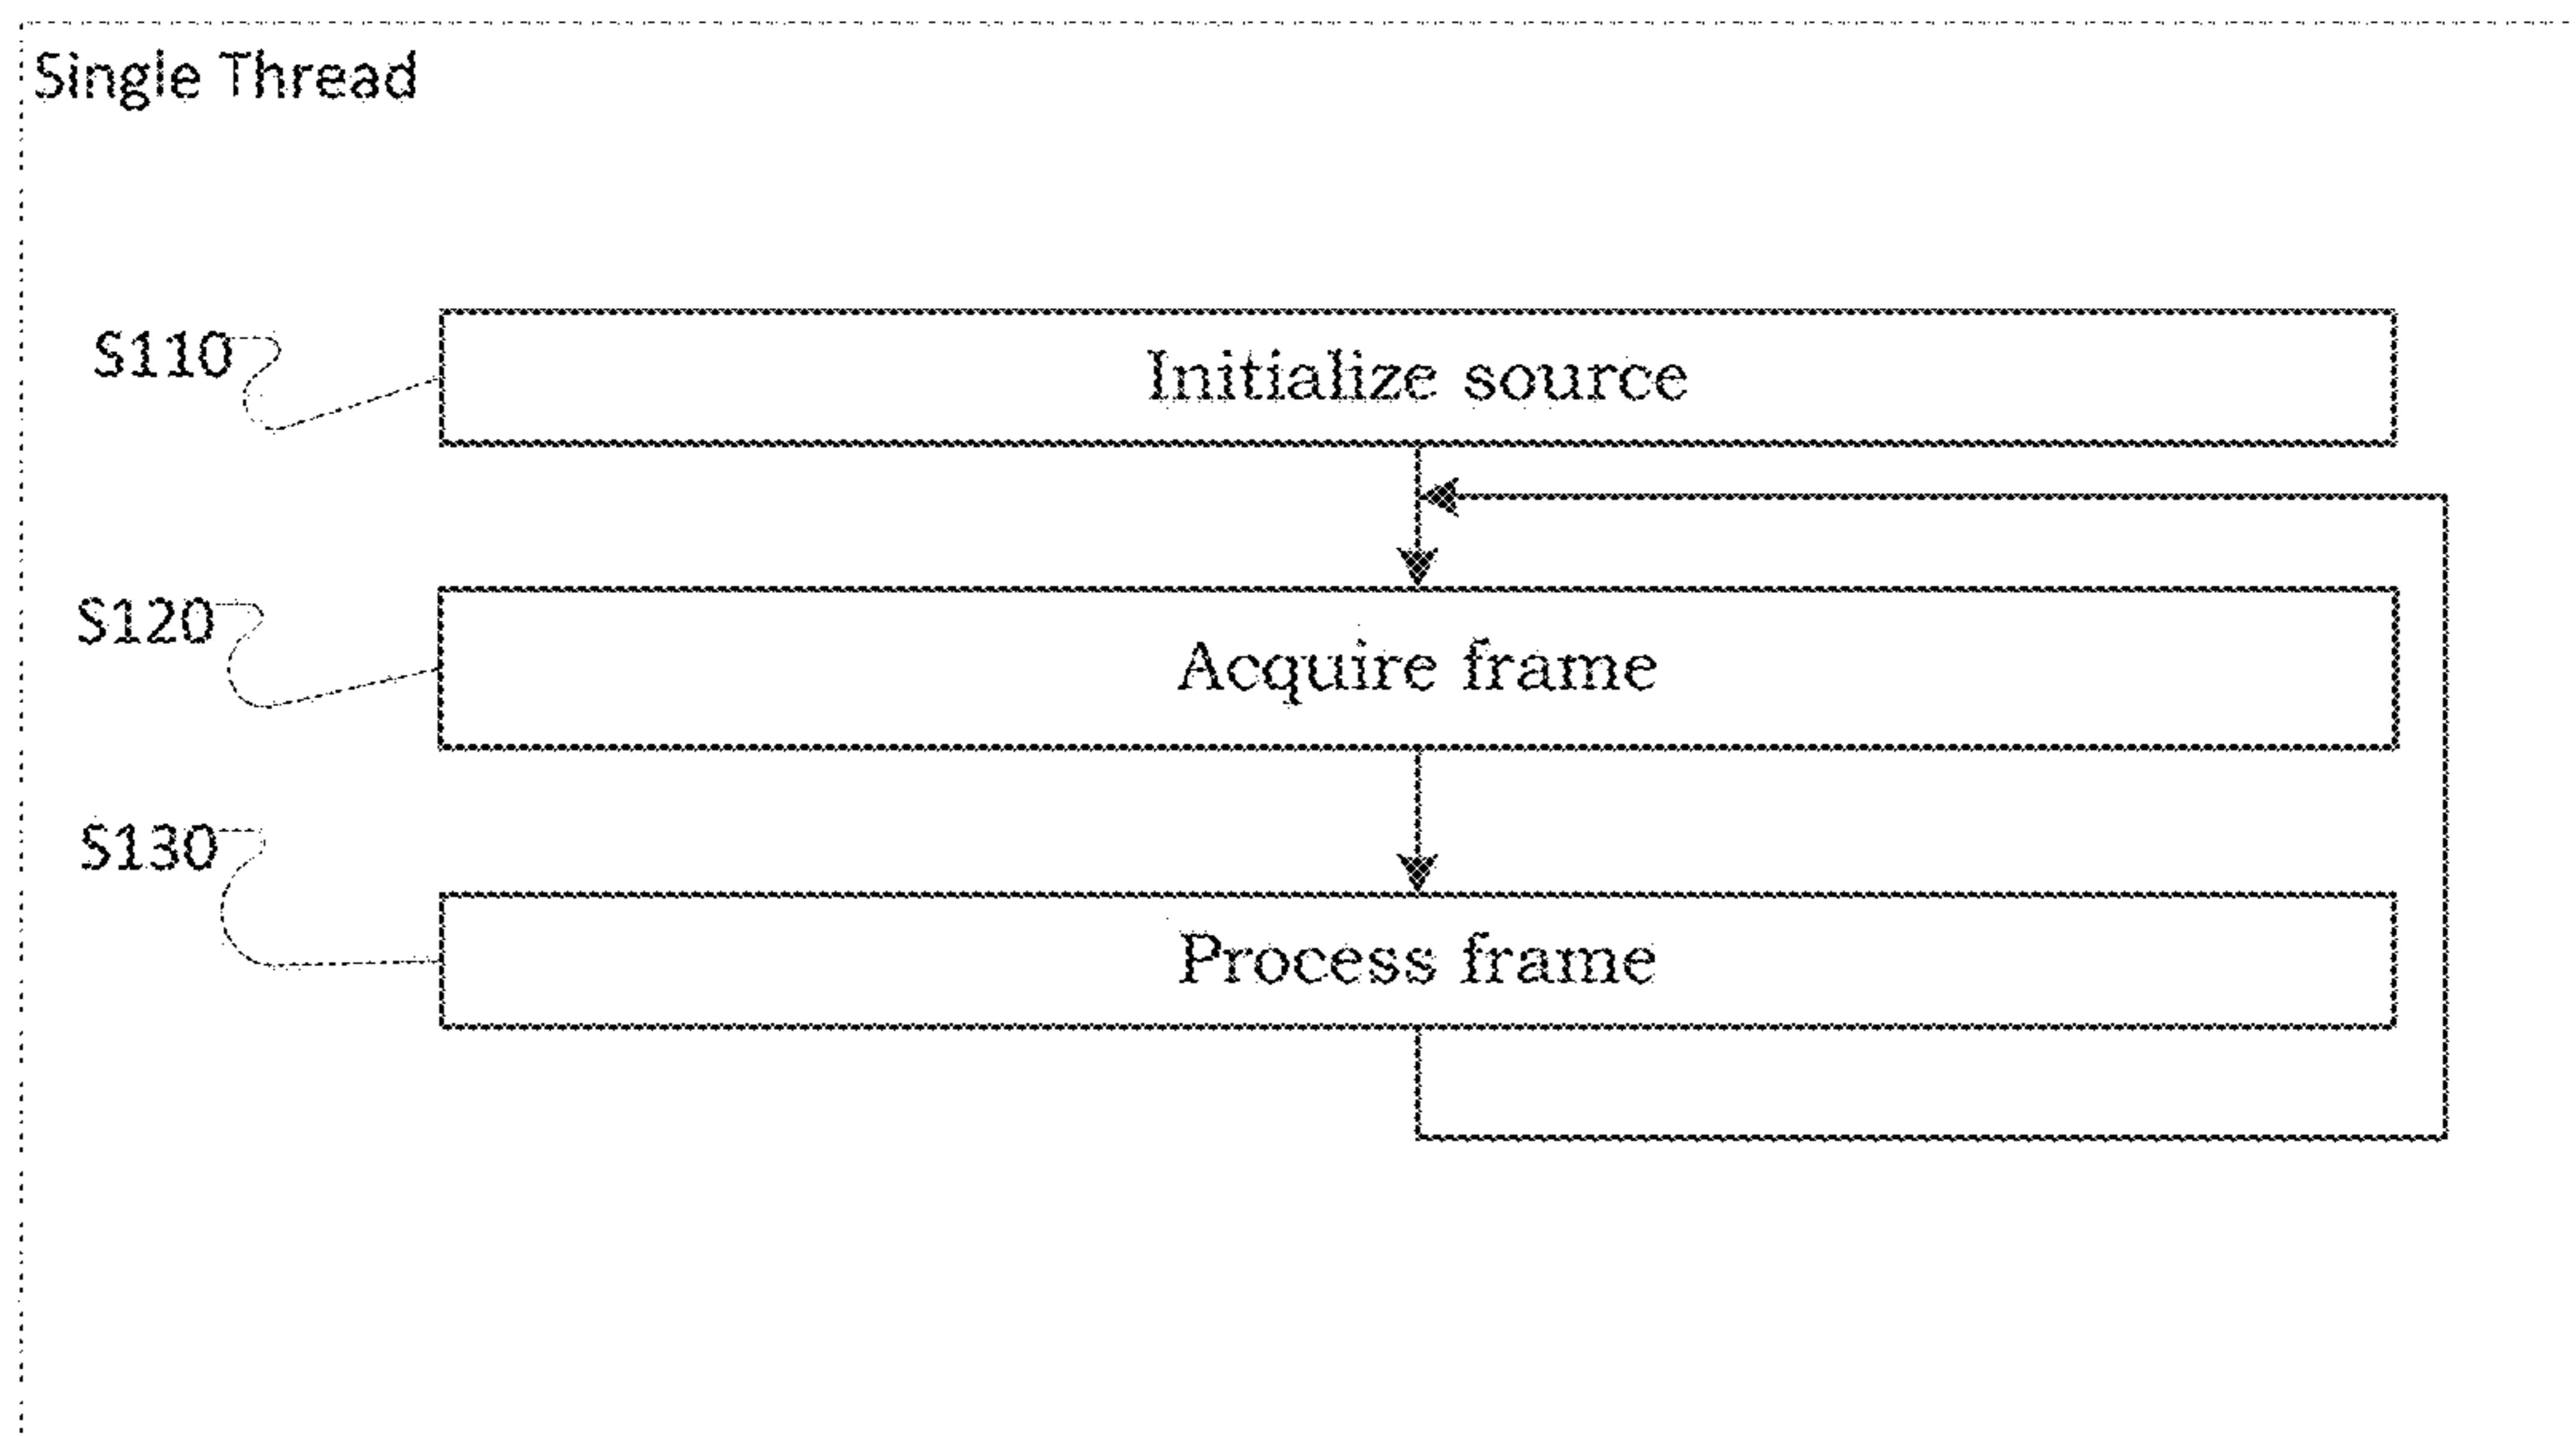 Single Thread
S110
Initialize source
S120
Acquire frame
S130
Process frame